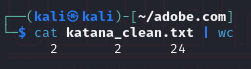 ┌──(kali㉿kali)-[~/adobe.com]
└─$ cat katana_clean.txt | wc
2 2 24